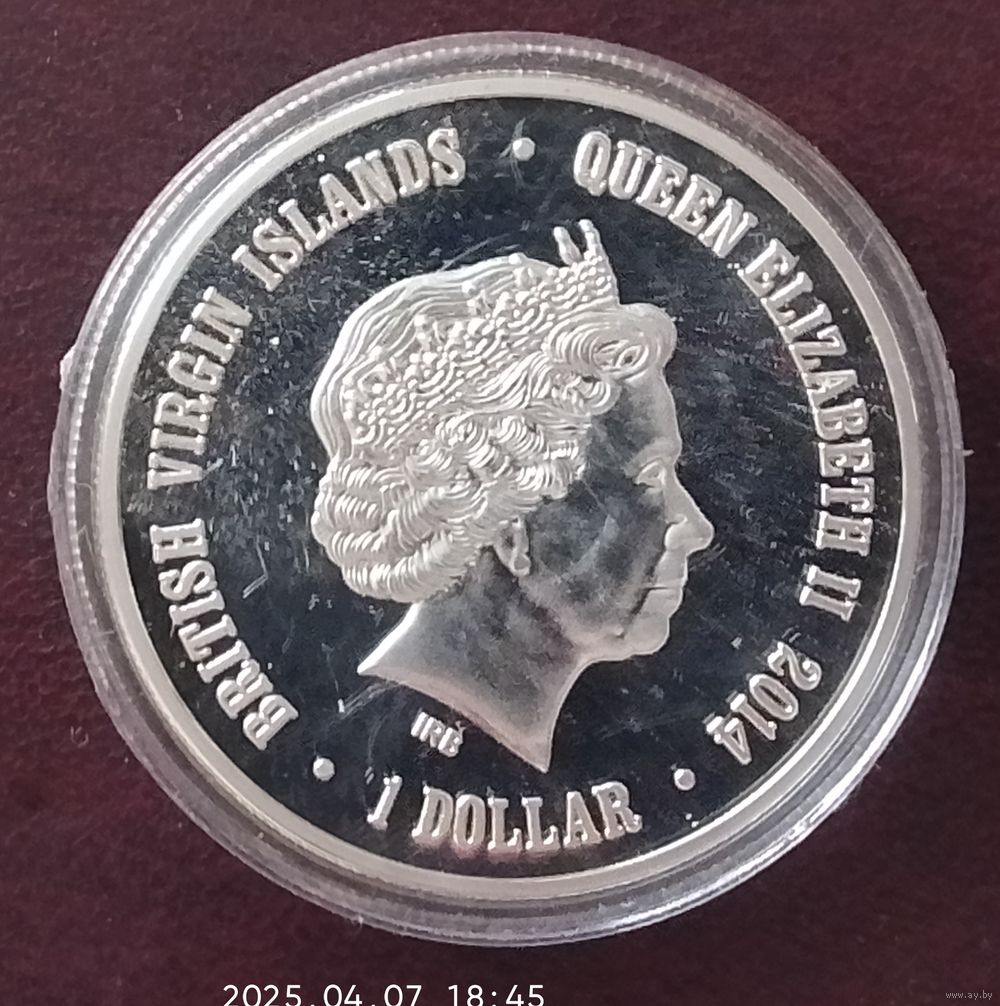 BRITISH VIRGIN ISLANDS • QUEEN ELIZABETH II 2014 •
1 DOLLAR •
IRB
2025.04.07 18:45
www.ay.by